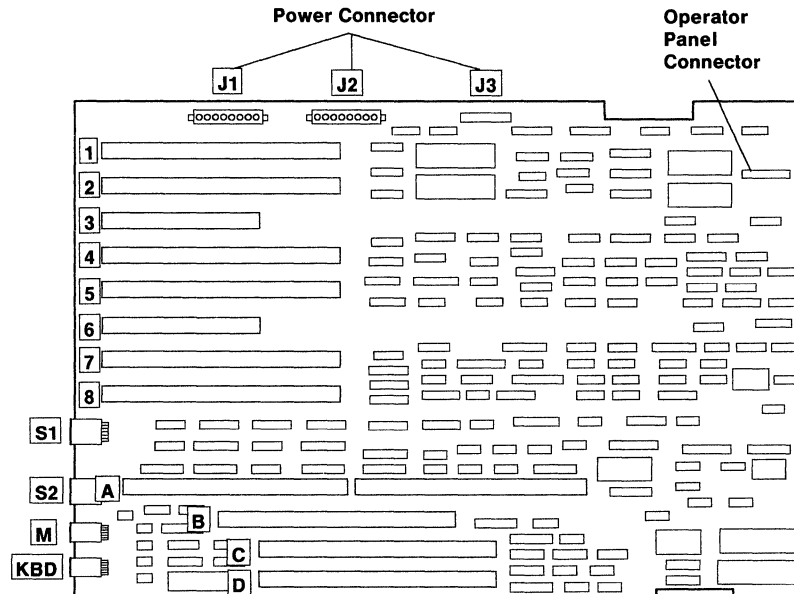 Power Connector
Operator
Panel
Connector
J1 J2 J3
1
2
3
4
5
6
7
8
S1
S2 A
B
M
C
KBD
D